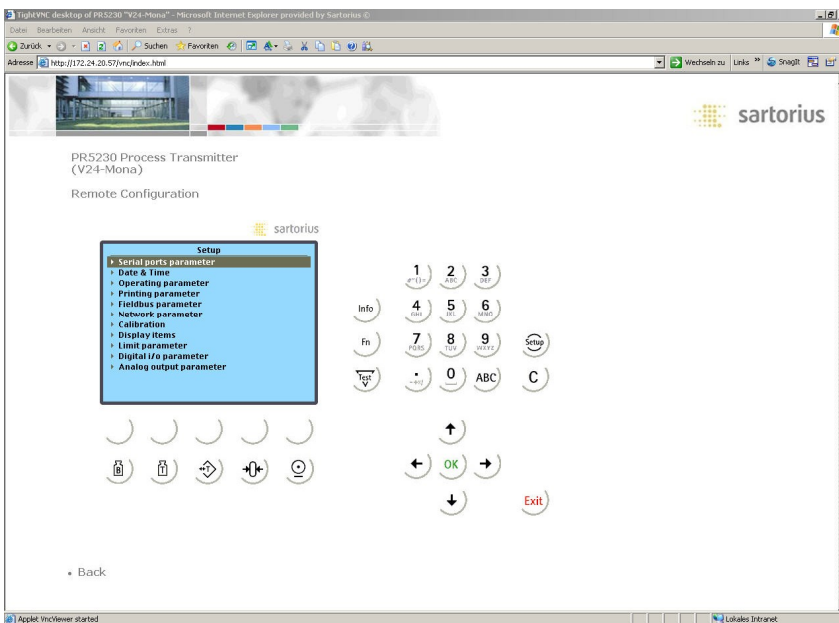 TightVNC desktop of PR5230 "V24-Mona" - Microsoft Internet Explorer provided by Sartorius ©
Datei Bearbeiten Ansicht Favoriten Extras ?
Zurück Suchen Favoriten
Adresse http://172.24.20.57/vnc/index.html Wechseln zu Links » SnagIt
sartorius
PR5230 Process Transmitter
(V24-Mona)
Remote Configuration
sartorius
Setup
Serial ports parameter
Date & Time
Operating parameter
Printing parameter
Fieldbus parameter
Network parameter
Calibration
Display items
Limit parameter
Digital i/o parameter
Analog output parameter
1 2 3
ABC DEF
Info 4 5 6
GHI JKL MNO
Fn 7 8 9 Setup
PQRS TUV WXYZ
Test . 0 ABC C
B T T 0
OK
Exit
• Back
Applet VncViewer started Lokales Intranet